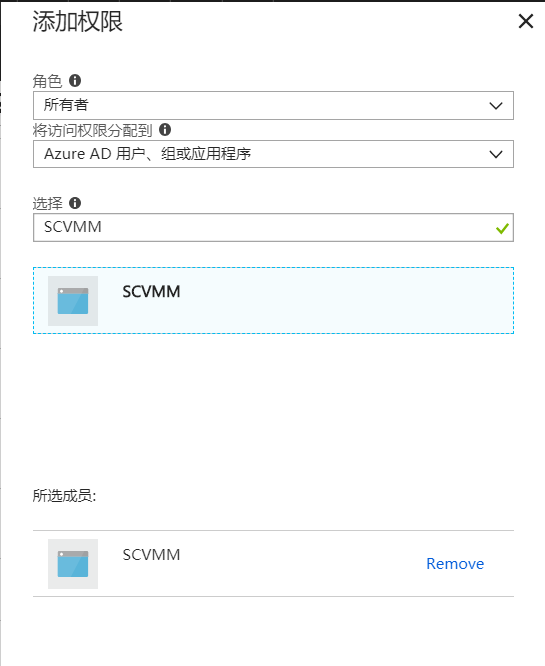 添加权限
角色
所有者
将访问权限分配到
Azure AD 用户、组或应用程序
选择
SCVMM
SCVMM
所选成员:
SCVMM
Remove